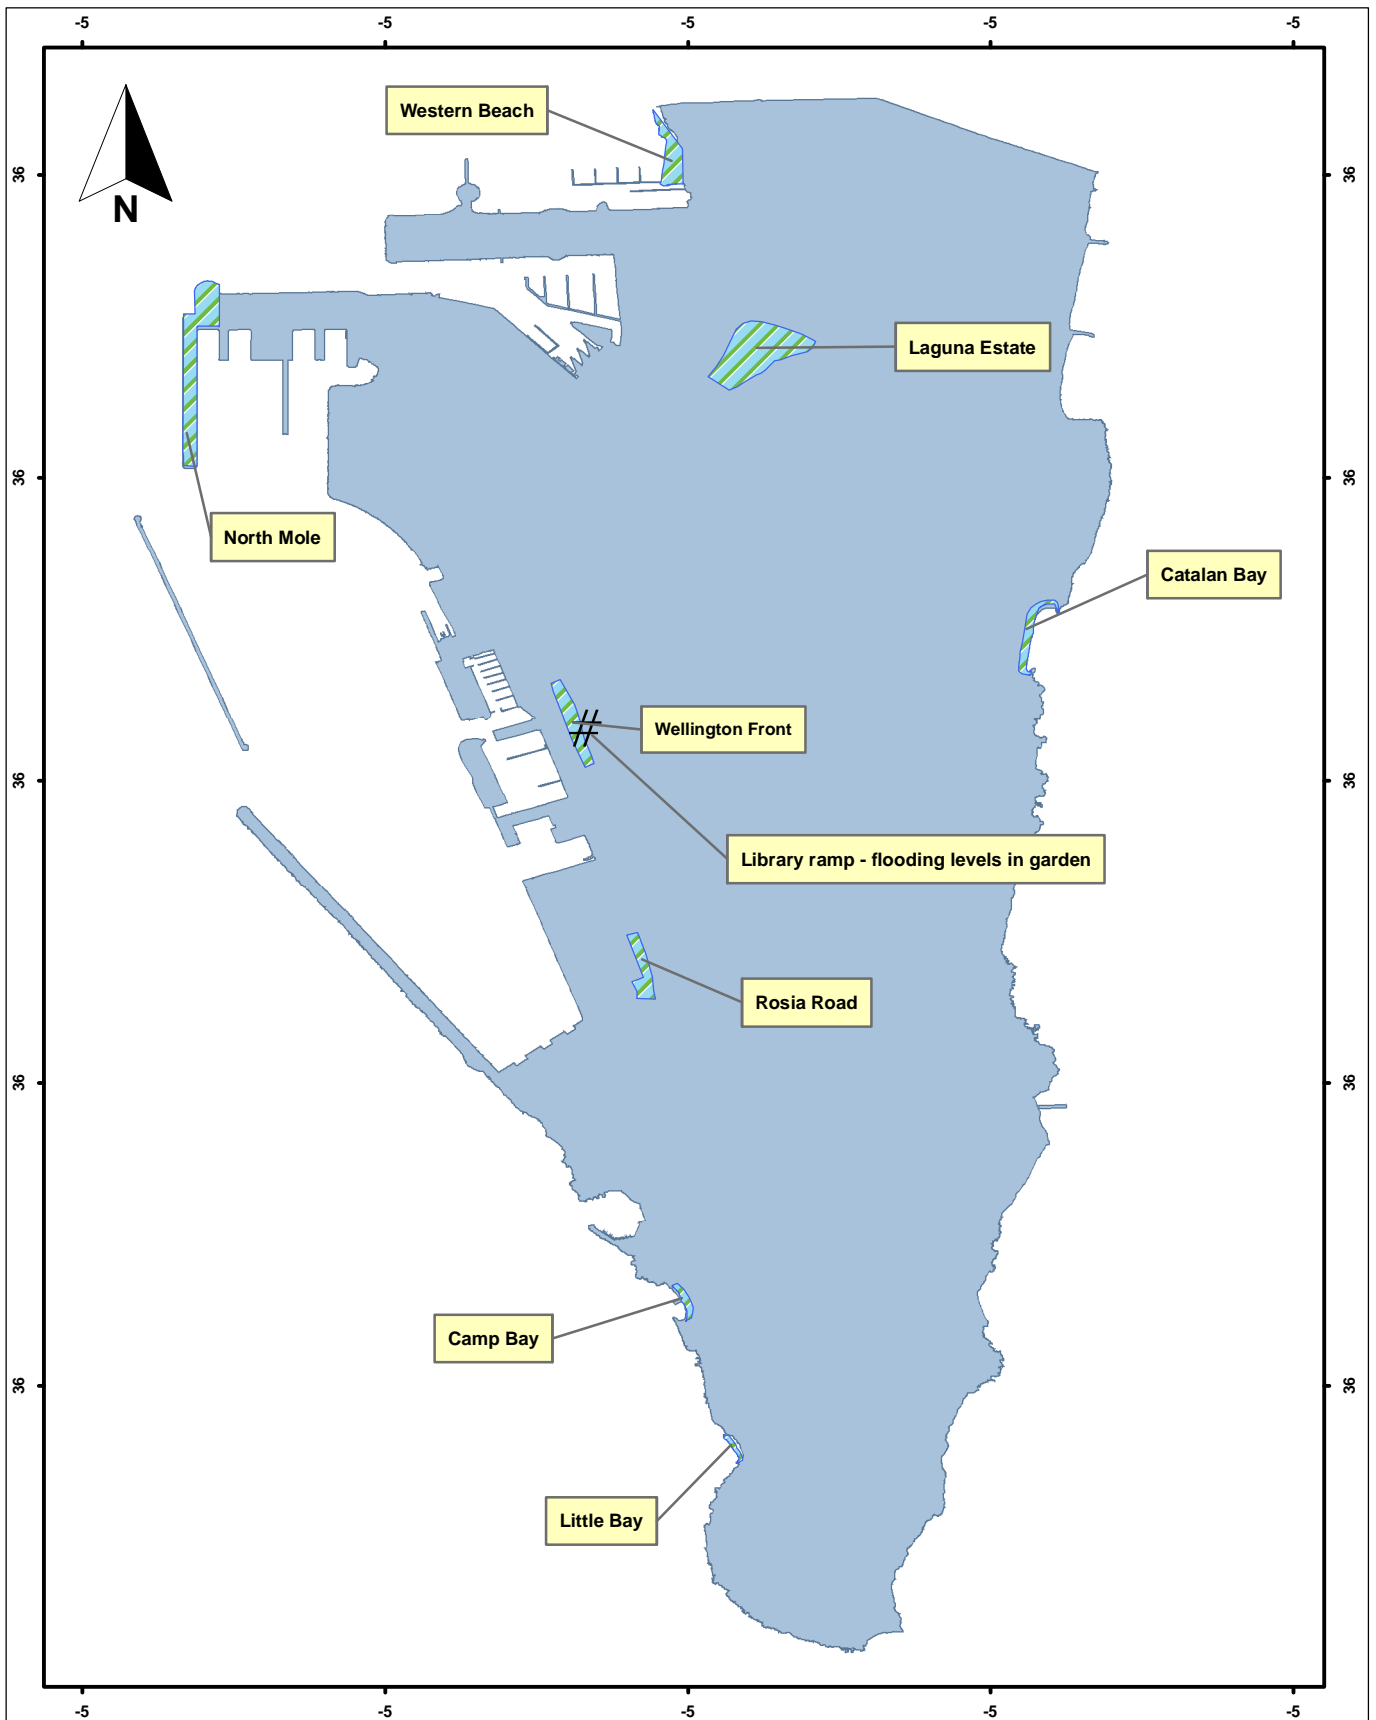 -5 -5 -5 -5 -5
Western Beach
36 36
N
Laguna Estate
36 36
North Mole
Catalan Bay
Wellington Front
36 36
Library ramp - flooding levels in garden
Rosia Road
36 36
Camp Bay
36 36
Little Bay
-5 -5 -5 -5 -5